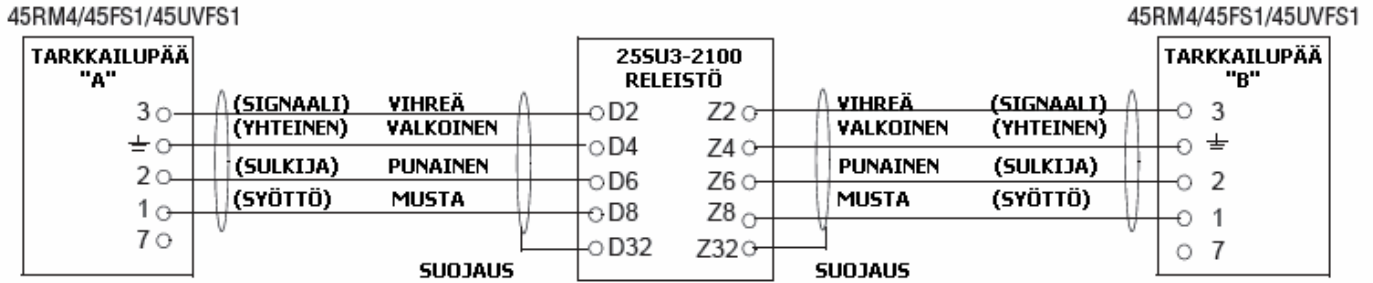 45RM4/45FS1/45UVFS1
45RM4/45FS1/45UVFS1
TARKKAILUPÄÄ
"A"
3
2
1
7
(SIGNAALI) VIHREÄ
(YHTEINEN) VALKOINEN
(SULKIJA) PUNAINEN
(SYÖTTÖ) MUSTA
SUOJAUS
25SU3-2100
RELEISTÖ
D2 Z2
D4 Z4
D6 Z6
D8 Z8
D32 Z32
VIHREÄ (SIGNAALI)
VALKOINEN (YHTEINEN)
PUNAINEN (SULKIJA)
MUSTA (SYÖTTÖ)
SUOJAUS
TARKKAILUPÄÄ
"B"
3
2
1
7